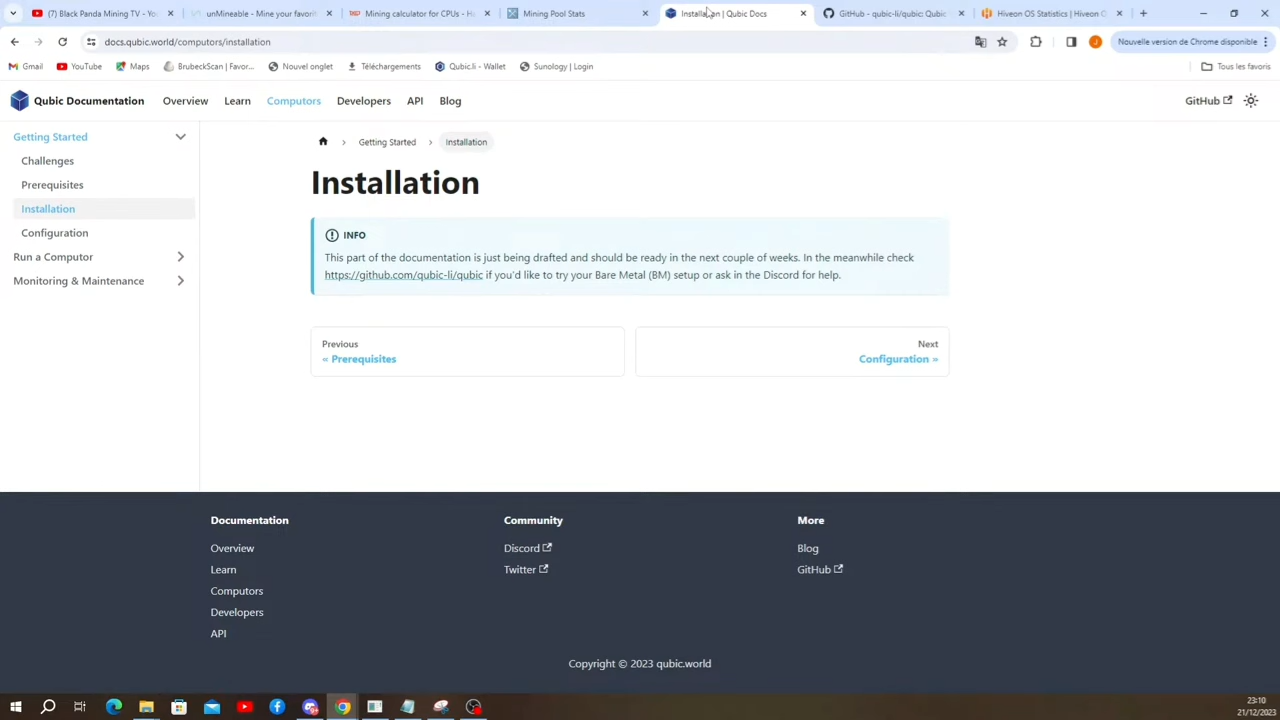 (7) Black Panda Mining TV - You
unMineable - Mine your favori
Mining calculator for CPUs - H
Mining Pool Stats
Installation | Qubic Docs
GitHub - qubic-li/qubic: Qubic
Hiveon OS Statistics | Hiveon O
docs.qubic.world/computors/installation
Nouvelle version de Chrome disponible
Gmail
YouTube
Maps
BrubeckScan | Favor...
Nouvel onglet
Téléchargements
Qubic.li - Wallet
Sunology | Login
Tous les favoris
Qubic Documentation
Overview
Learn
Computors
Developers
API
Blog
GitHub
Getting Started
Challenges
Prerequisites
Installation
Configuration
Run a Computor
Monitoring & Maintenance
Getting Started
Installation
Installation
INFO
This part of the documentation is just being drafted and should be ready in the next couple of weeks. In the meanwhile check
https://github.com/qubic-li/qubic if you'd like to try your Bare Metal (BM) setup or ask in the Discord for help.
Previous
« Prerequisites
Next
Configuration »
Documentation
Overview
Learn
Computors
Developers
API
Community
Discord
Twitter
More
Blog
GitHub
Copyright © 2023 qubic.world
23:10
21/12/2023